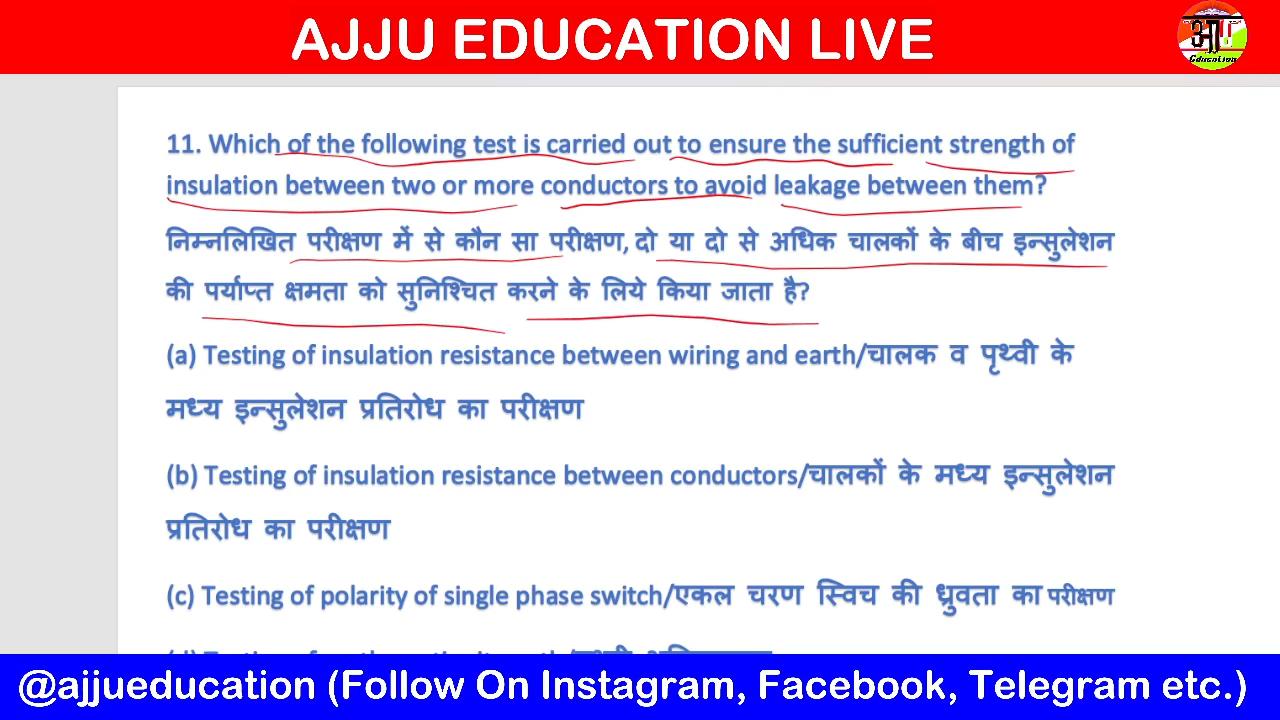 AJJU EDUCATION LIVE
आप
Education
11. Which of the following test is carried out to ensure the sufficient strength of
insulation between two or more conductors to avoid leakage between them?
निम्नलिखित परीक्षण में से कौन सा परीक्षण, दो या दो से अधिक चालकों के बीच इन्सुलेशन
की पर्याप्त क्षमता को सुनिश्चित करने के लिये किया जाता है?
(a) Testing of insulation resistance between wiring and earth/चालक व पृथ्वी के
मध्य इन्सुलेशन प्रतिरोध का परीक्षण
(b) Testing of insulation resistance between conductors/चालकों के मध्य इन्सुलेशन
प्रतिरोध का परीक्षण
(c) Testing of polarity of single phase switch/एकल चरण स्विच की ध्रुवता का परीक्षण
@ajjueducation (Follow On Instagram, Facebook, Telegram etc.)